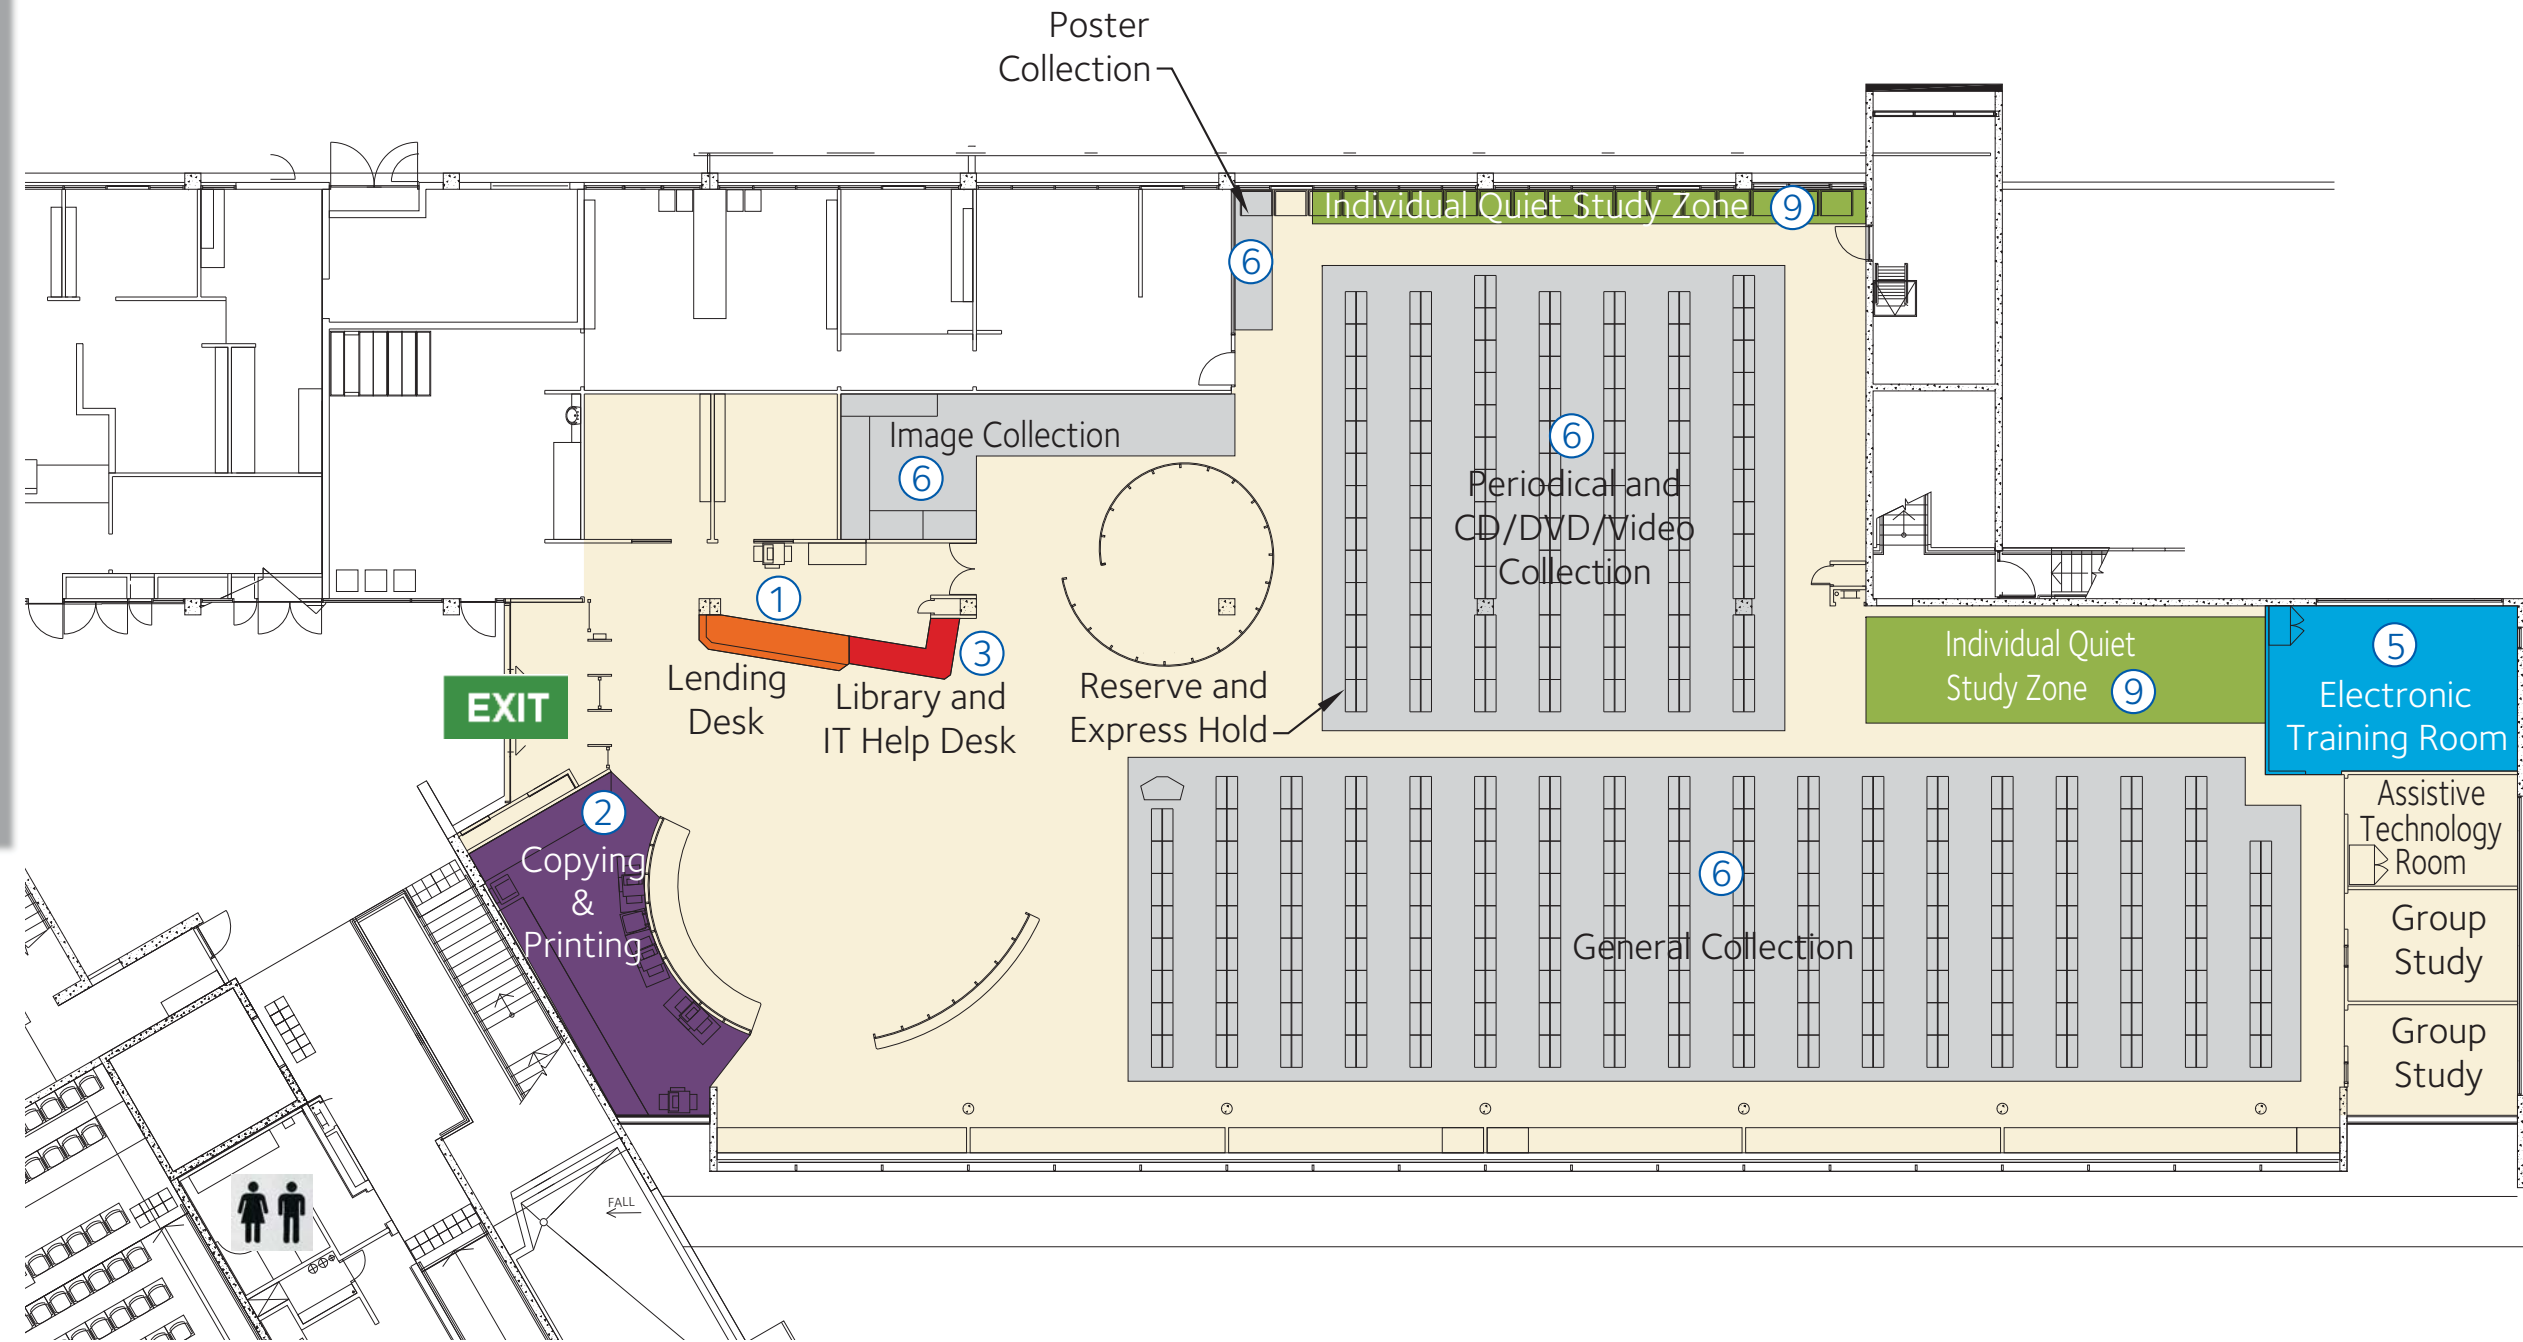 Poster
Collection
Individual Quiet Study Zone 9
6
Image Collection
6
6
Periodical and
CD/DVD/Video
Collection
1
3
Lending
Desk
Library and
IT Help Desk
Reserve and
Express Hold
EXIT
Individual Quiet
Study Zone 9
5
Electronic
Training Room
2
Copying
&
Printing
6
General Collection
Assistive
Technology
Room
Group
Study
Group
Study
FALL